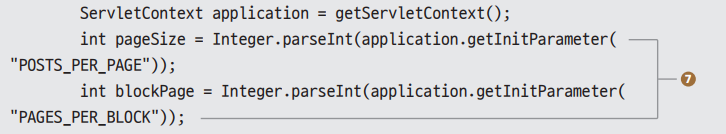 ServletContext application = getServletContext();
int pageSize = Integer.parseInt(application.getInitParameter(
"POSTS_PER_PAGE"));
int blockPage = Integer.parseInt(application.getInitParameter(
"PAGES_PER_BLOCK"));
7